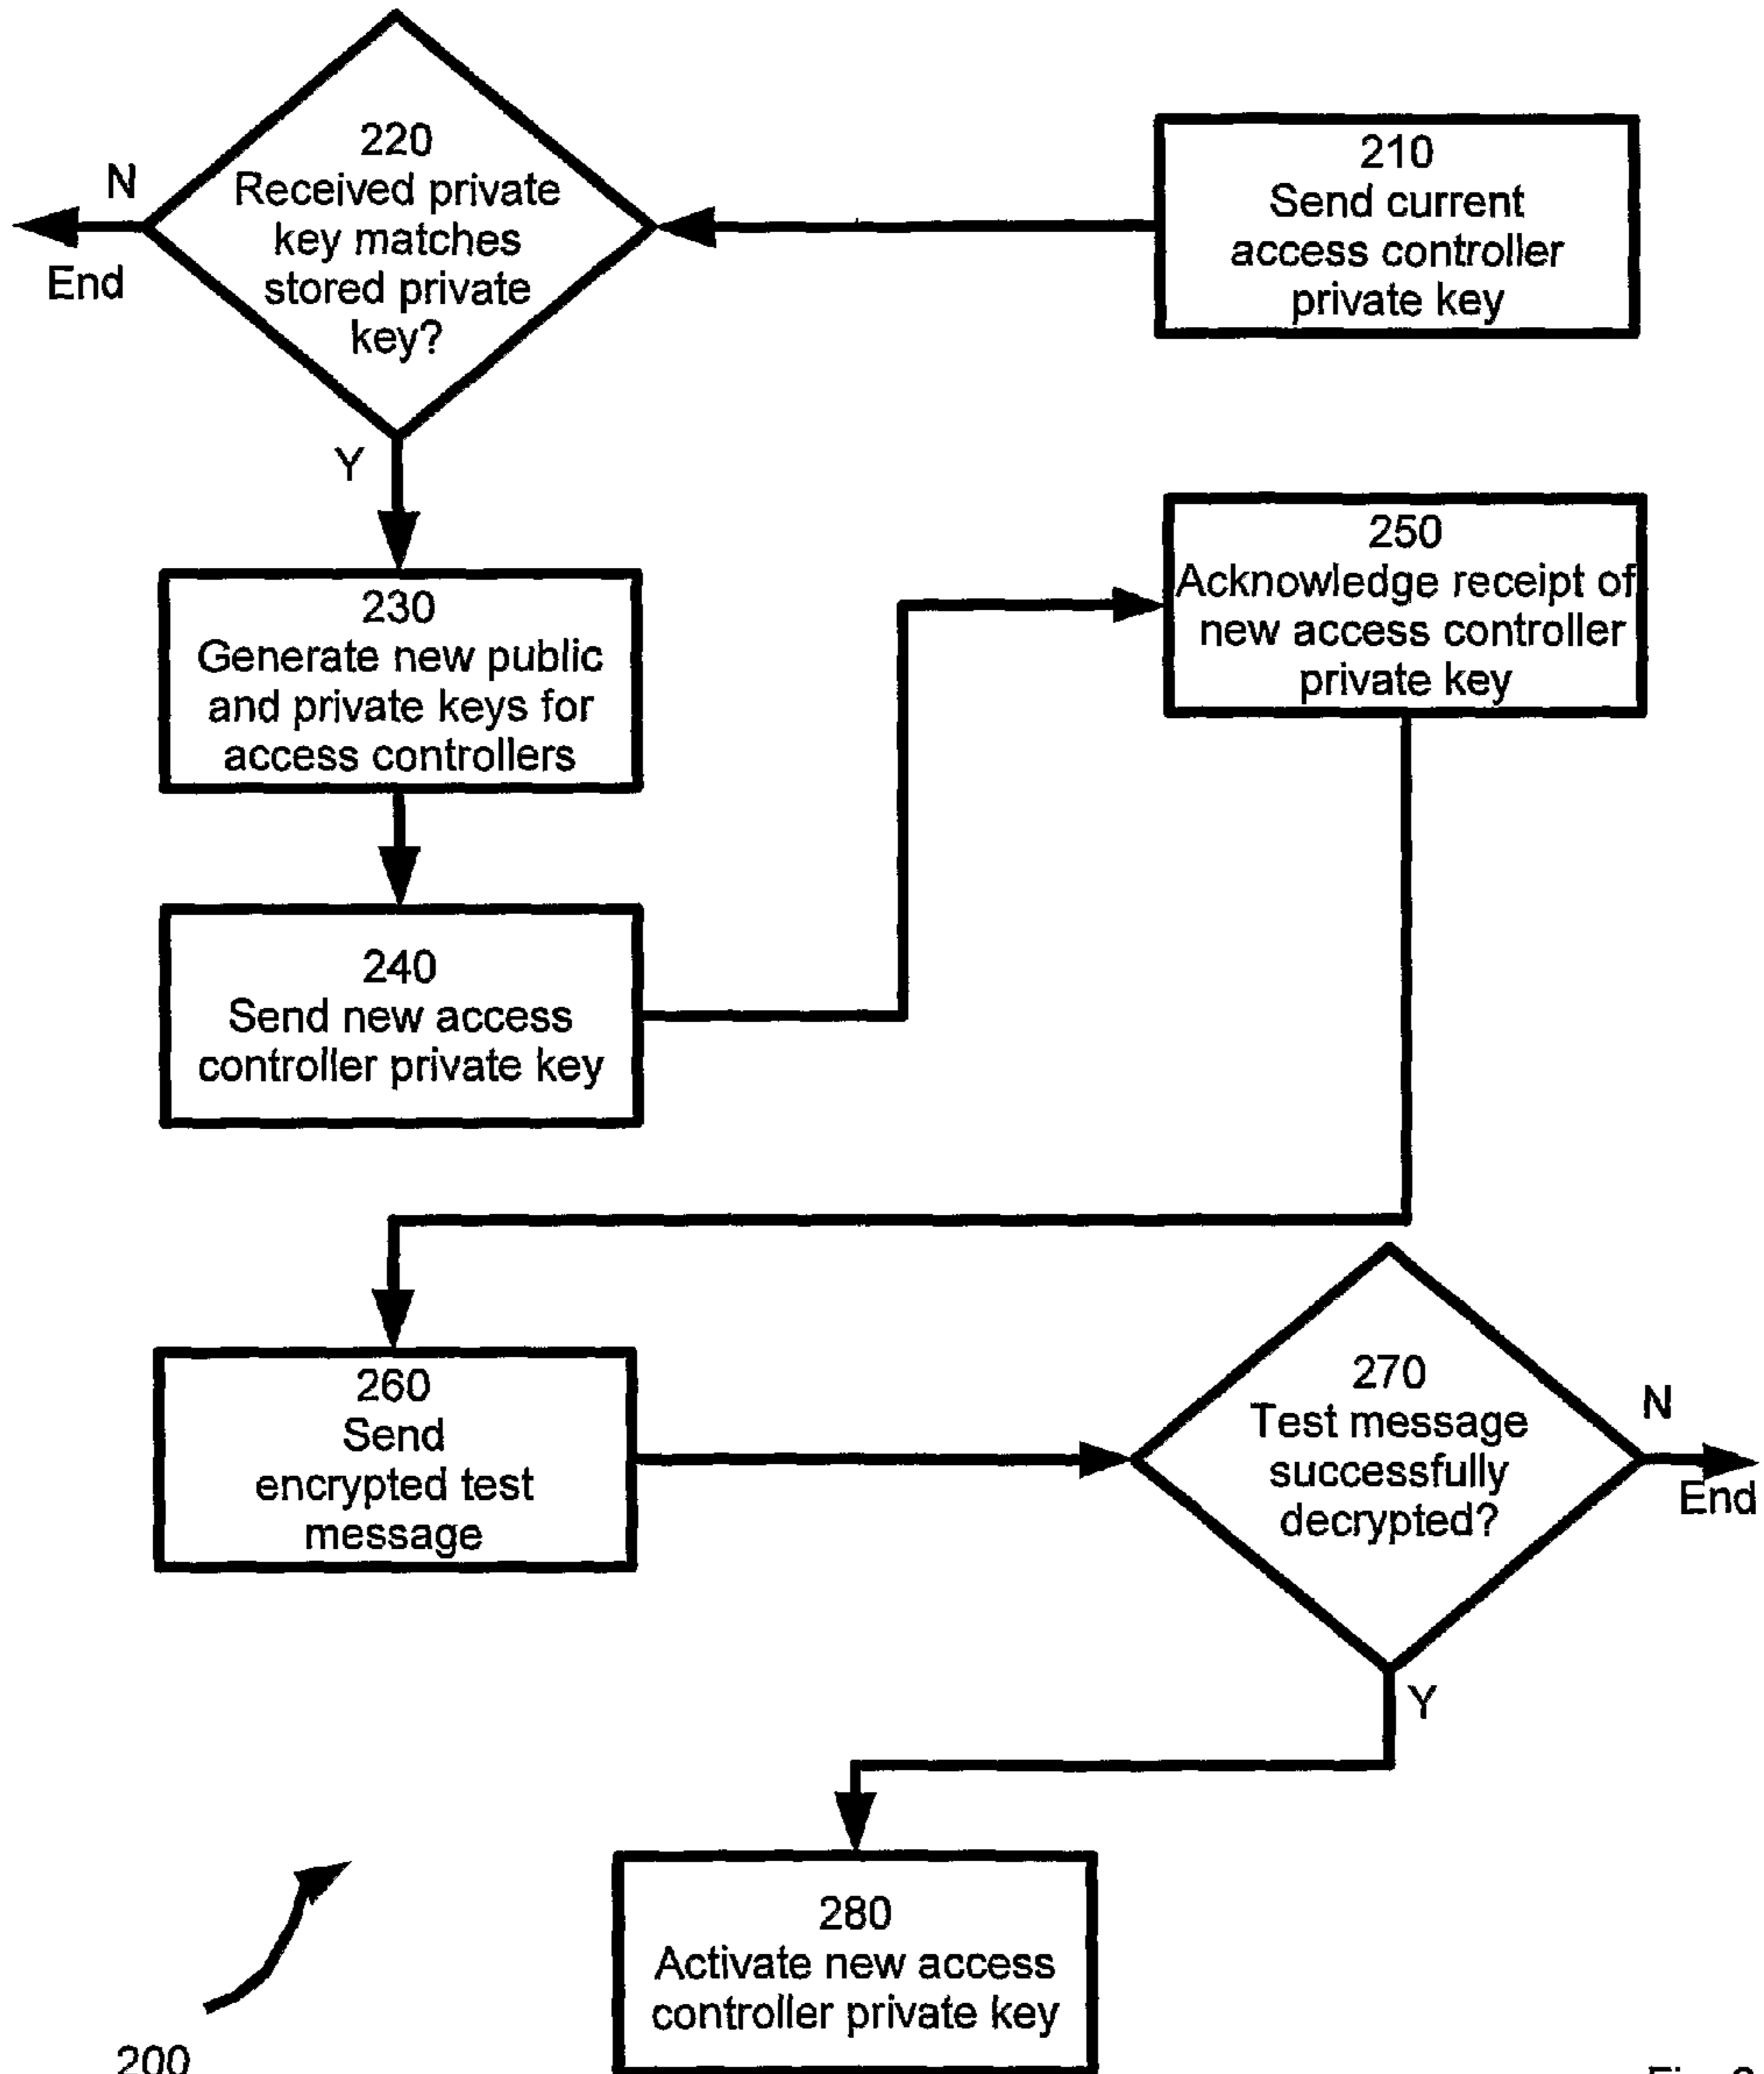 220
Received private
key matches
stored private
key?
N
End
Y
210
Send current
access controller
private key
230
Generate new public
and private keys for
access controllers
240
Send new access
controller private key
250
Acknowledge receipt of
new access controller
private key
260
Send
encrypted test
message
270
Test message
successfully
decrypted?
N
End
Y
280
Activate new access
controller private key
200
Fig.